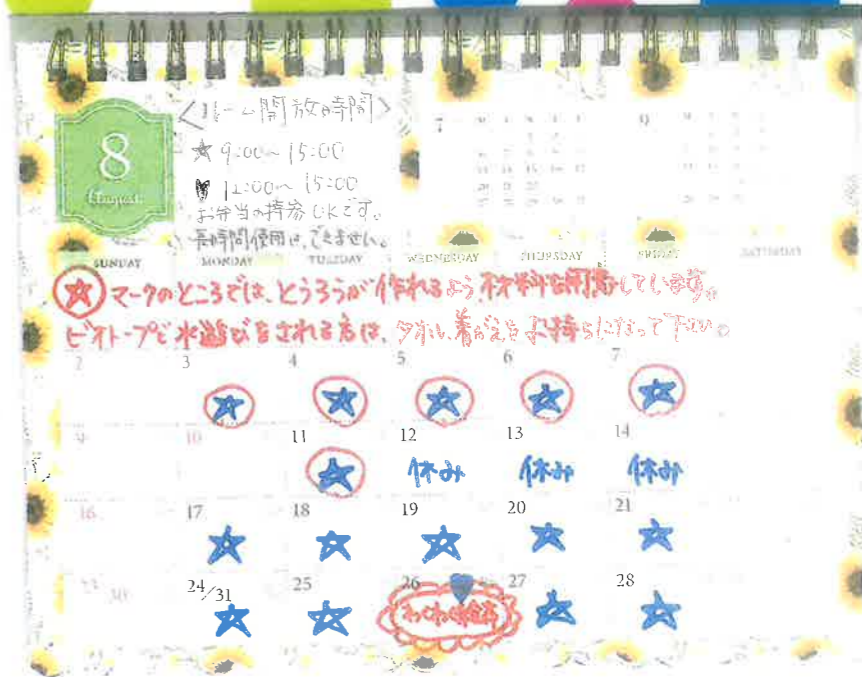 8
August
〈ルーム開放時間〉
☆ 9:00~15:00
♥ 12:00~15:00
お弁当の持参OKです。
長時間使用は、できません。
7
9
SUNDAY MONDAY TUESDAY WEDNESDAY THURSDAY FRIDAY SATURDAY
☆マークのところでは、とうろうが作れるよう材料を用意しています。
ビオトープで水遊びをされる方は、タオル、着がえをお持ちになって下さい。
2 3 4 5 6 7
☆ ☆ ☆ ☆ ☆
9 10 11 12 13 14
☆ 休み 休み 休み
16 17 18 19 20 21
☆ ☆ ☆ ☆ ☆
30 24/31 25 26 27 28
☆ ☆ ♥ ☆ ☆